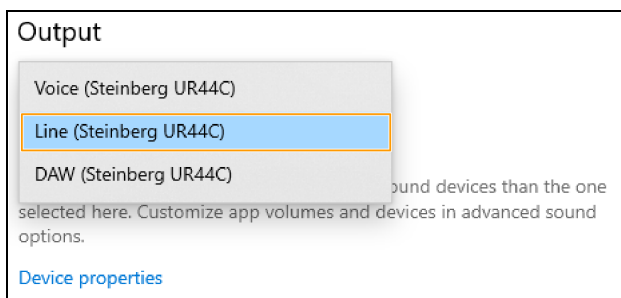 Output
Voice (Steinberg UR44C)
Line (Steinberg UR44C)
DAW (Steinberg UR44C)
devices than the one
selected here. Customize app volumes and devices in advanced sound
options.
Device properties